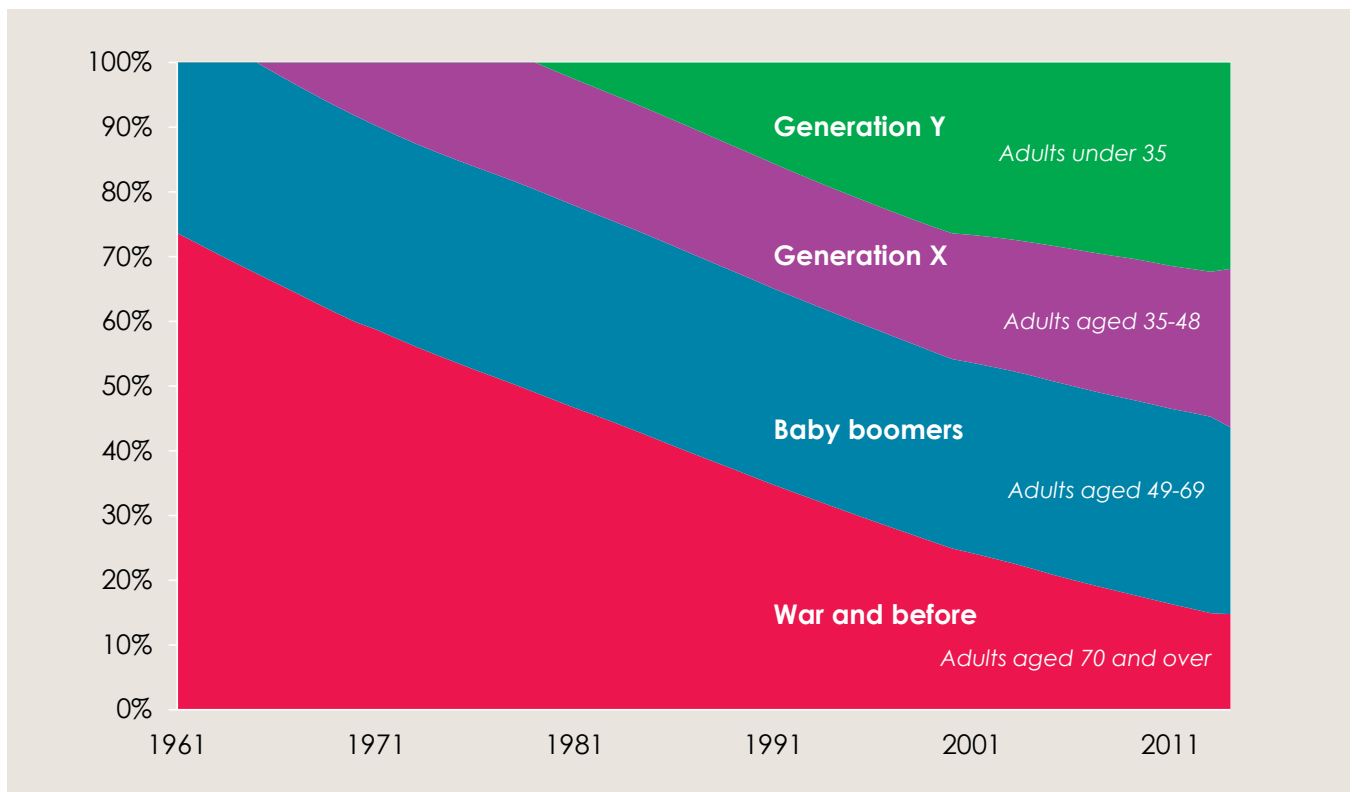 100%
90%
80%
70%
60%
50%
40%
30%
20%
10%
0%
Generation Y
Adults under 35
Generation X
Adults aged 35-48
Baby boomers
Adults aged 49-69
War and before
Adults aged 70 and over
1961 1971 1981 1991 2001 2011